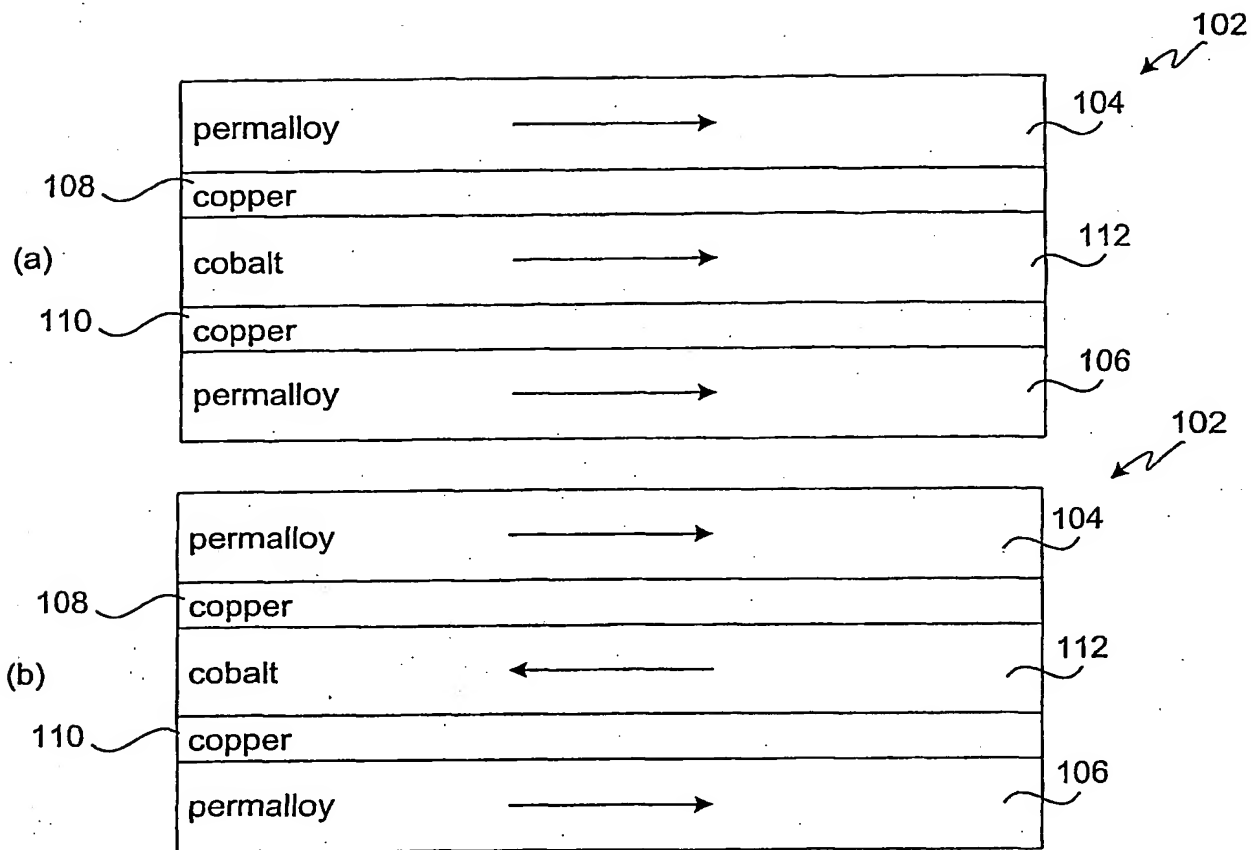 102
permalloy
104
108
copper
(a)
cobalt
112
110
copper
permalloy
106
102
permalloy
104
108
copper
(b)
cobalt
112
110
copper
permalloy
106